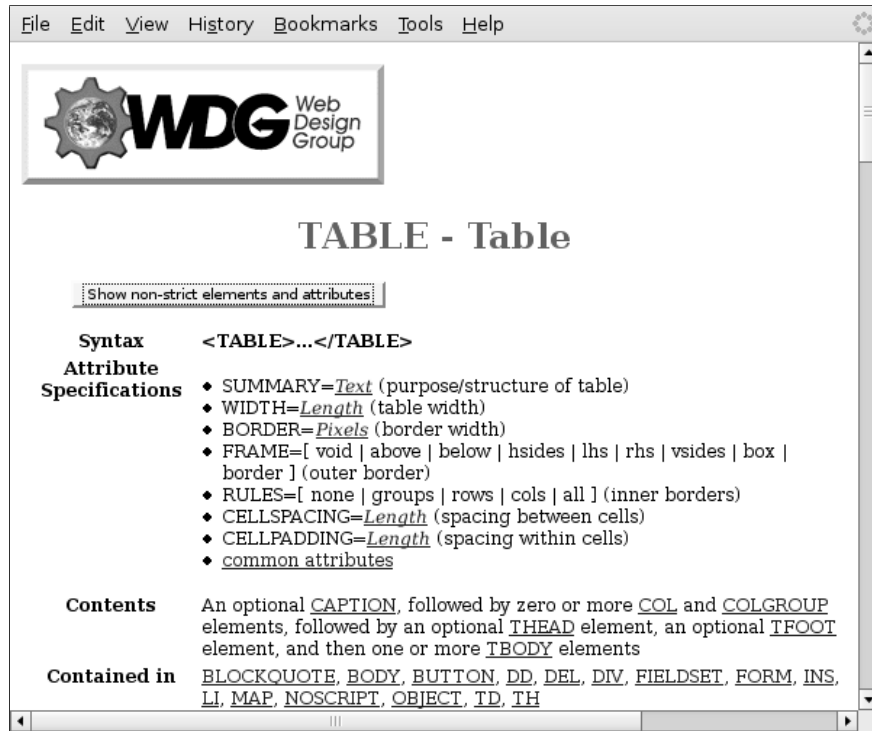 File Edit View History Bookmarks Tools Help
WDG Web
Design
Group
TABLE - Table
Show non-strict elements and attributes
Syntax <TABLE>...</TABLE>
Attribute
Specifications
◆ SUMMARY=Text (purpose/structure of table)
◆ WIDTH=Length (table width)
◆ BORDER=Pixels (border width)
◆ FRAME=[ void | above | below | hsides | lhs | rhs | vsides | box |
border ] (outer border)
◆ RULES=[ none | groups | rows | cols | all ] (inner borders)
◆ CELLSPACING=Length (spacing between cells)
◆ CELLPADDING=Length (spacing within cells)
◆ common attributes
Contents An optional CAPTION, followed by zero or more COL and COLGROUP
elements, followed by an optional THEAD element, an optional TFOOT
element, and then one or more TBODY elements
Contained in BLOCKQUOTE, BODY, BUTTON, DD, DEL, DIV, FIELDSET, FORM, INS,
LI, MAP, NOSCRIPT, OBJECT, TD, TH